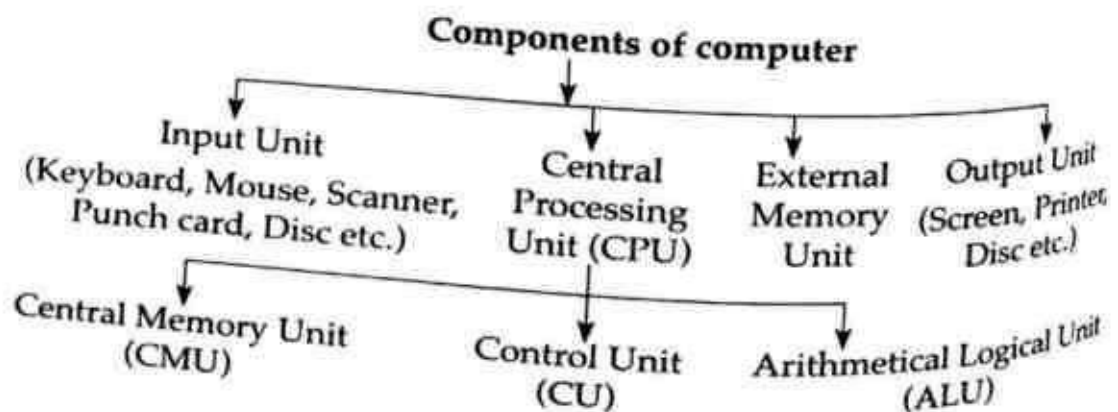 Components of computer
Input Unit
(Keyboard, Mouse, Scanner,
Punch card, Disc etc.)
Central
Processing
Unit (CPU)
External
Memory
Unit
Output Unit
(Screen, Printer,
Disc etc.)
Central Memory Unit
(CMU)
Control Unit
(CU)
Arithmetical Logical Unit
(ALU)